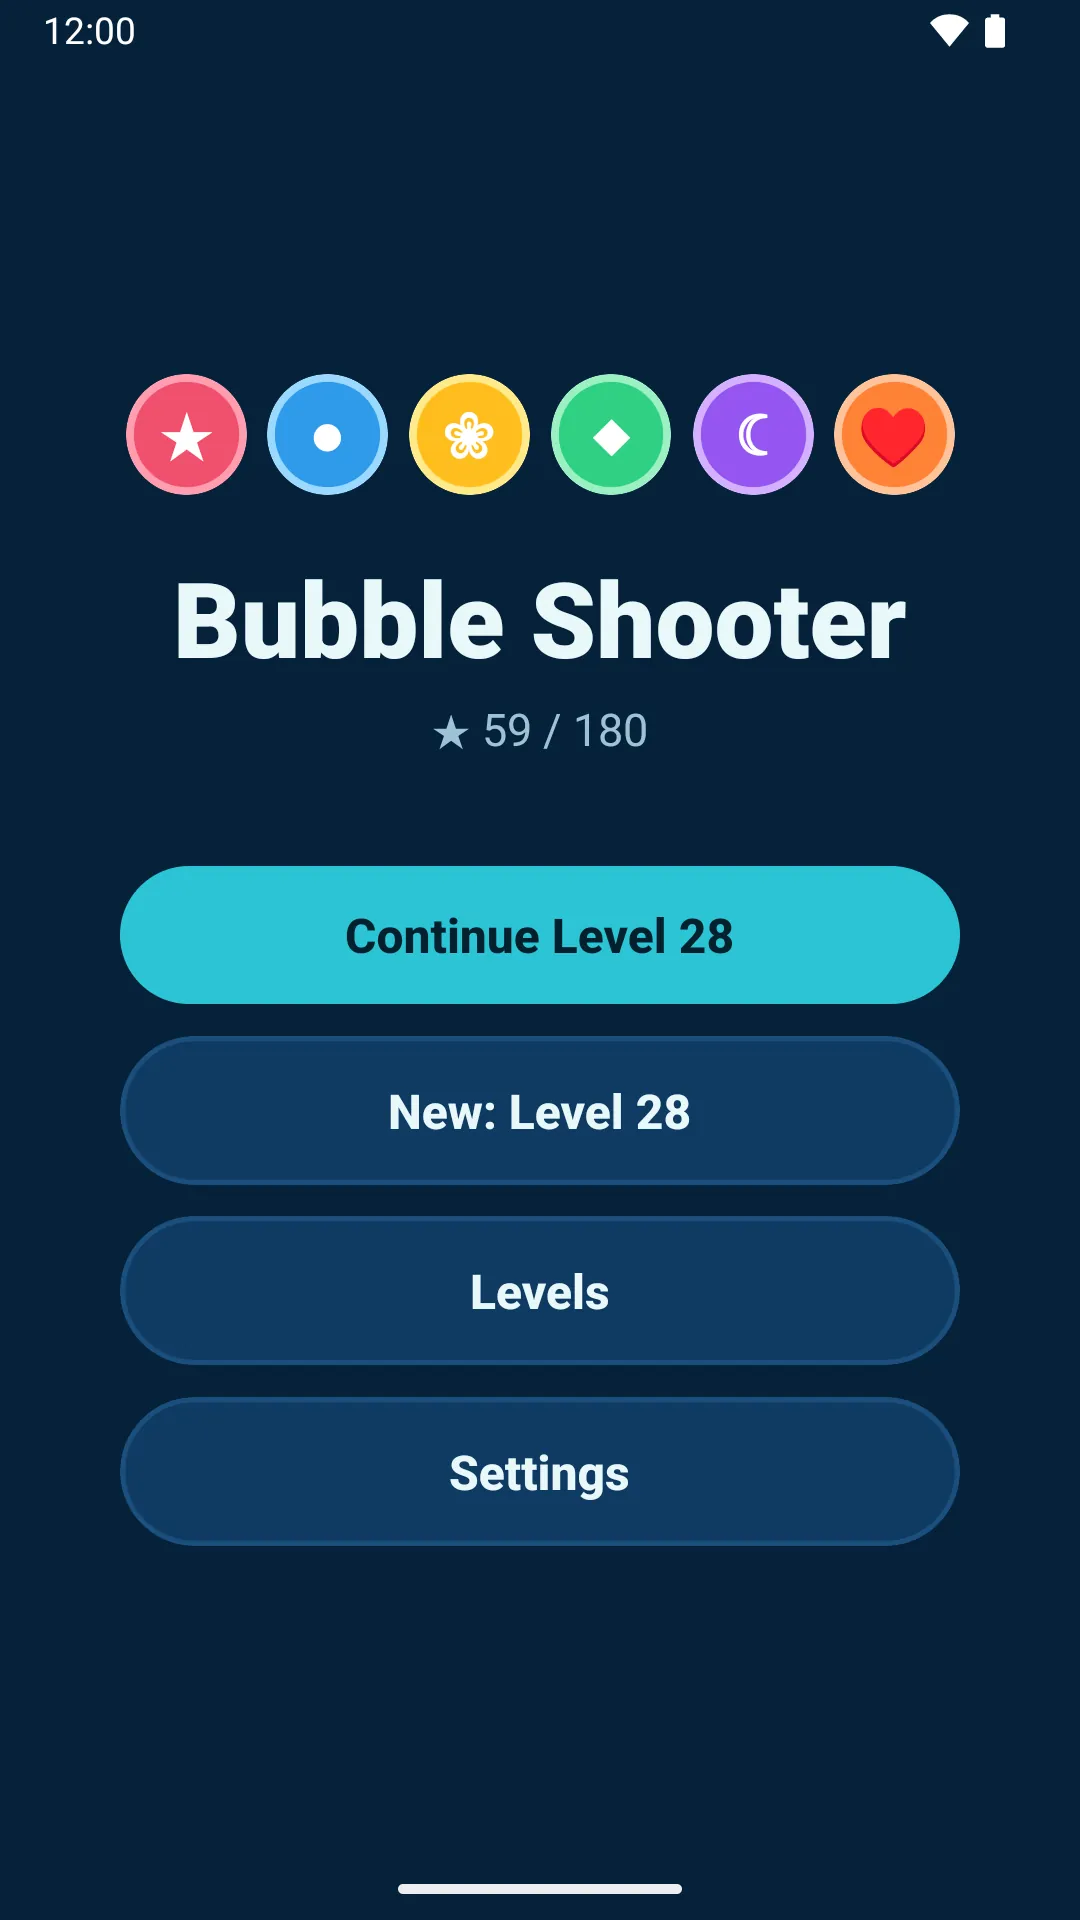 12:00
Bubble Shooter
★ 59 / 180
Continue Level 28
New: Level 28
Levels
Settings